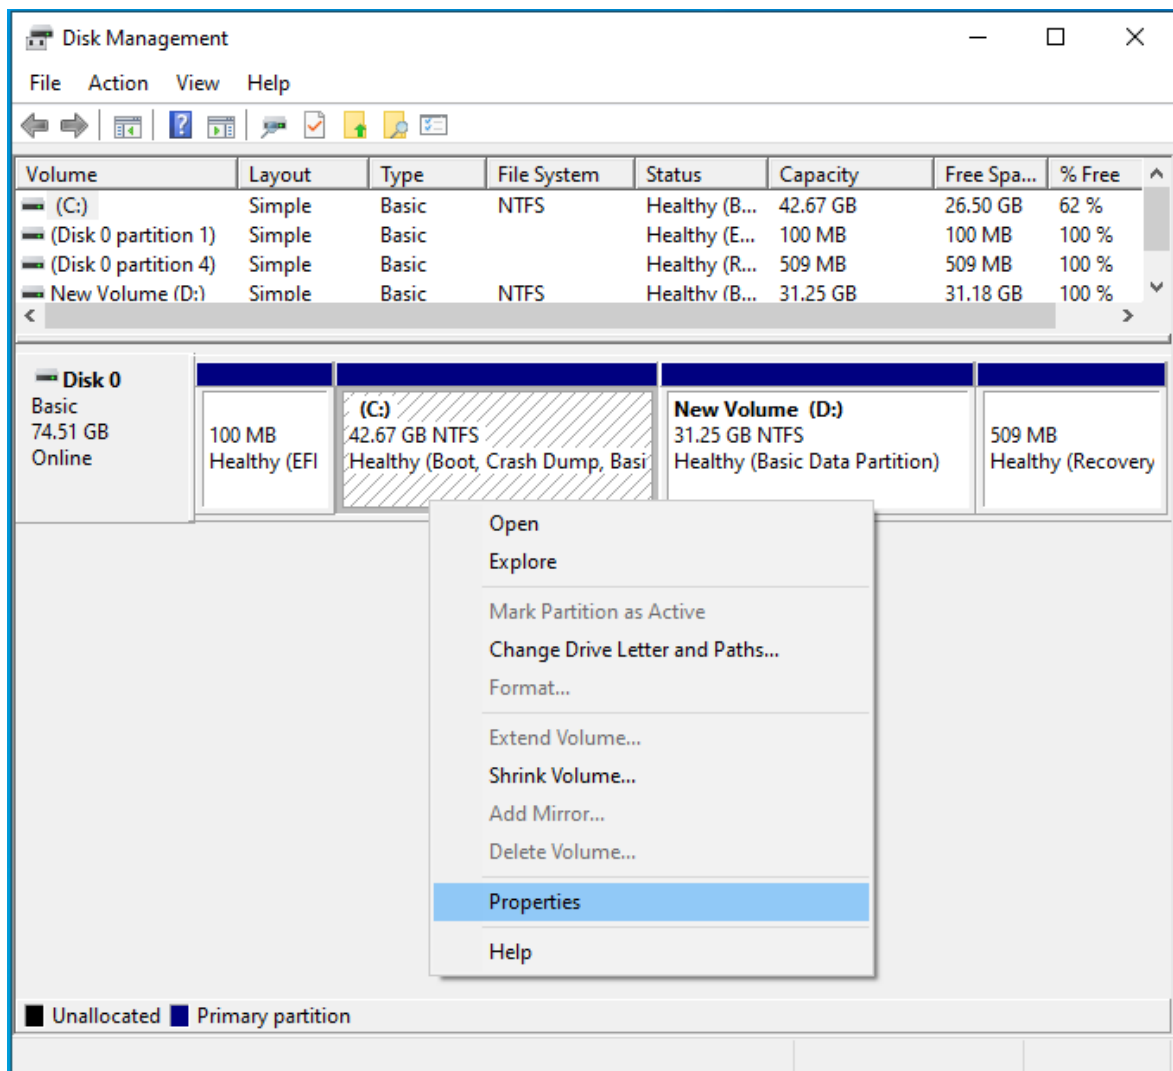 Disk Management
File Action View Help
Volume Layout Type File System Status Capacity Free Spa... % Free
(C:) Simple Basic NTFS Healthy (B... 42.67 GB 26.50 GB 62 %
(Disk 0 partition 1) Simple Basic Healthy (E... 100 MB 100 MB 100 %
(Disk 0 partition 4) Simple Basic Healthy (R... 509 MB 509 MB 100 %
New Volume (D:) Simple Basic NTFS Healthy (B... 31.25 GB 31.18 GB 100 %
Disk 0
Basic
74.51 GB
Online
100 MB
Healthy (EFI
(C:)
42.67 GB NTFS
Healthy (Boot, Crash Dump, Basi
New Volume (D:)
31.25 GB NTFS
Healthy (Basic Data Partition)
509 MB
Healthy (Recovery
Open
Explore
Mark Partition as Active
Change Drive Letter and Paths...
Format...
Extend Volume...
Shrink Volume...
Add Mirror...
Delete Volume...
Properties
Help
Unallocated Primary partition